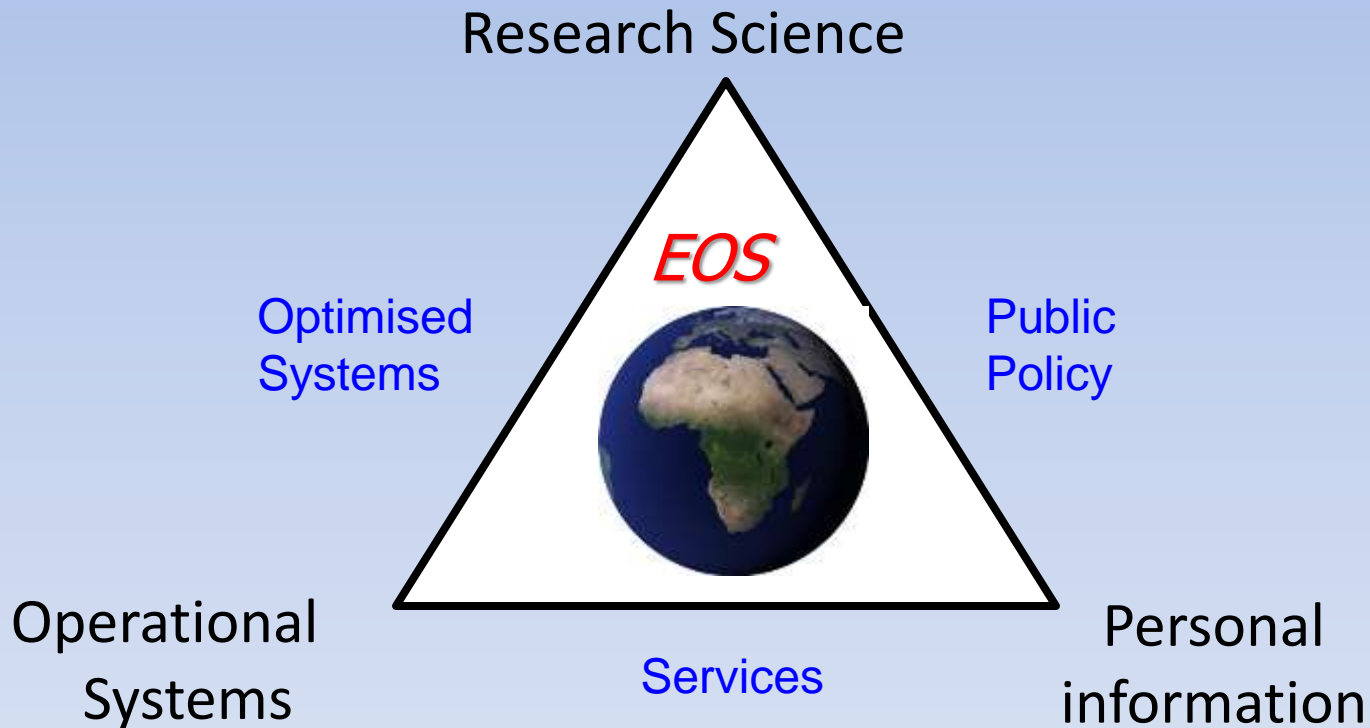 Research Science
EOS
Optimised
Systems
Public
Policy
Operational
Systems
Services
Personal
information